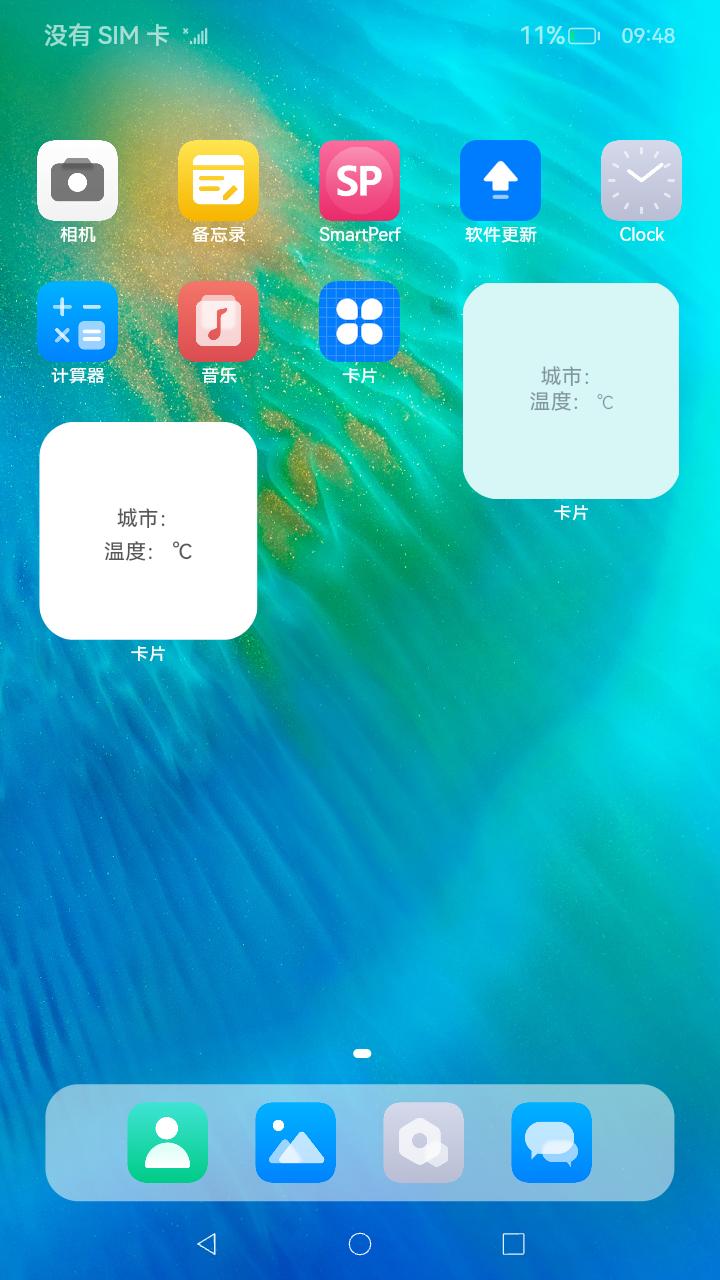 没有 SIM 卡
11%
09:48
相机
备忘录
SP
SmartPerf
软件更新
Clock
计算器
音乐
卡片
城市：
温度： ℃
卡片
城市：
温度： ℃
卡片